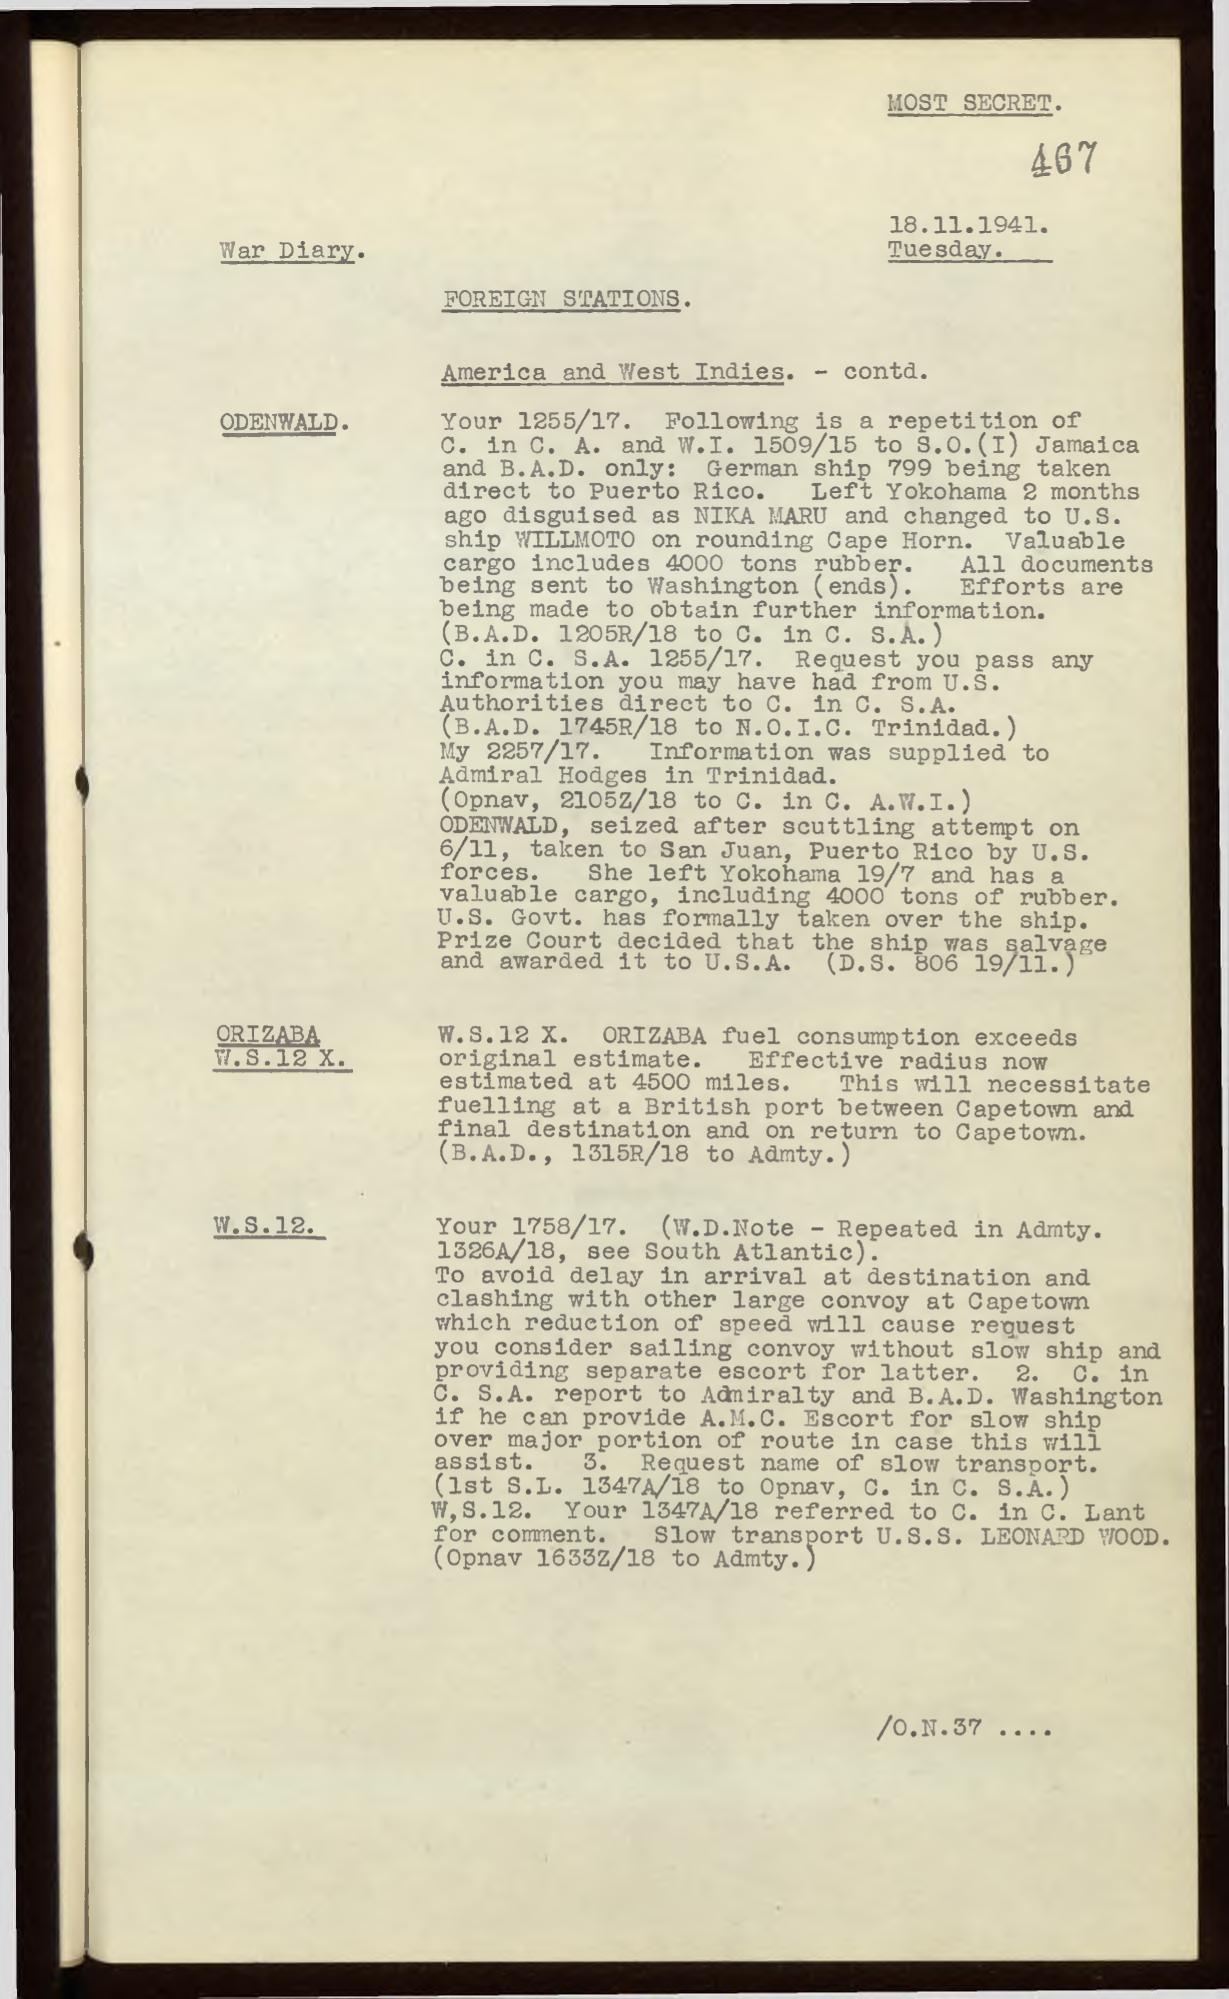 MOST SECRET.
467
18.11.1941.
War Diary.
Tuesday.
FOREIGN STATIONS.
America and West Indies. - contd.
ODENWALD.
Your 1255/17. Following is a repetition of
C. in C. A. and W.I. 1509/15 to S.O.(I) Jamaica
and B.A.D. only: German ship 799 being taken
direct to Puerto Rico. Left Yokohama 2 months
ago disguised as NIKA MARU and changed to U.S.
ship WILLMOTO on rounding Cape Horn. Valuable
cargo includes 4000 tons rubber. All documents
being sent to Washington (ends). Efforts are
being made to obtain further information.
(B.A.D. 1205R/18 to C. in C. S.A.)
C. in C. S.A. 1255/17. Request you pass any
information you may have had from U.S.
Authorities direct to C. in C. S.A.
(B.A.D. 1745R/18 to N.O.I.C. Trinidad.)
My 2257/17. Information was supplied to
Admiral Hodges in Trinidad.
(Opnav, 2105Z/18 to C. in C. A.W.I.)
ODENWALD, seized after scuttling attempt on
6/11, taken to San Juan, Puerto Rico by U.S.
forces. She left Yokohama 19/7 and has a
valuable cargo, including 4000 tons of rubber.
U.S. Govt. has formally taken over the ship.
Prize Court decided that the ship was salvage
and awarded it to U.S.A. (D.S. 806 19/11.)
ORIZABA
W.S.12 X.
W.S.12 X. ORIZABA fuel consumption exceeds
original estimate. Effective radius now
estimated at 4500 miles. This will necessitate
fuelling at a British port between Capetown and
final destination and on return to Capetown.
(B.A.D., 1315R/18 to Admty.)
W.S.12.
Your 1758/17. (W.D.Note - Repeated in Admty.
1326A/18, see South Atlantic).
To avoid delay in arrival at destination and
clashing with other large convoy at Capetown
which reduction of speed will cause request
you consider sailing convoy without slow ship and
providing separate escort for latter. 2. C. in
C. S.A. report to Admiralty and B.A.D. Washington
if he can provide A.M.C. Escort for slow ship
over major portion of route in case this will
assist. 3. Request name of slow transport.
(1st S.L. 1347A/18 to Opnav, C. in C. S.A.)
W,S.12. Your 1347A/18 referred to C. in C. Lant
for comment. Slow transport U.S.S. LEONARD WOOD.
(Opnav 1633Z/18 to Admty.)
/O.N.37 ....